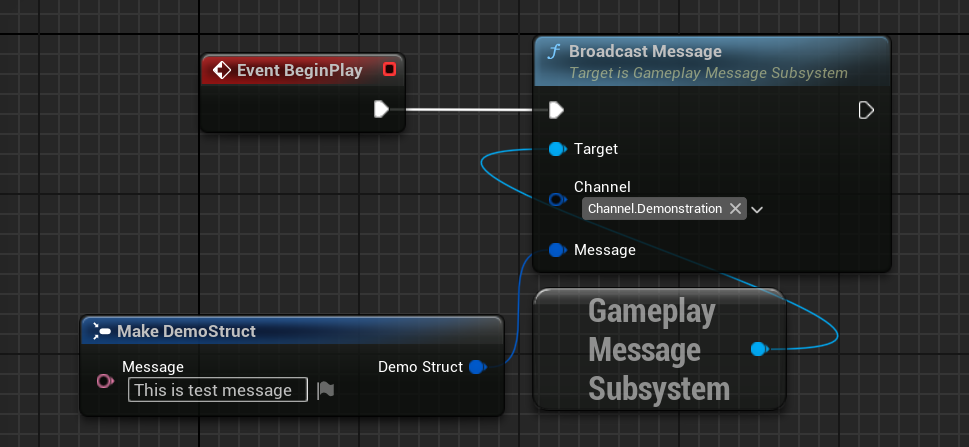 Event BeginPlay
Broadcast Message
Target is Gameplay Message Subsystem
Target
Channel
Channel.Demonstration
Message
Make DemoStruct
Message
This is test message
Demo Struct
Gameplay
Message
Subsystem